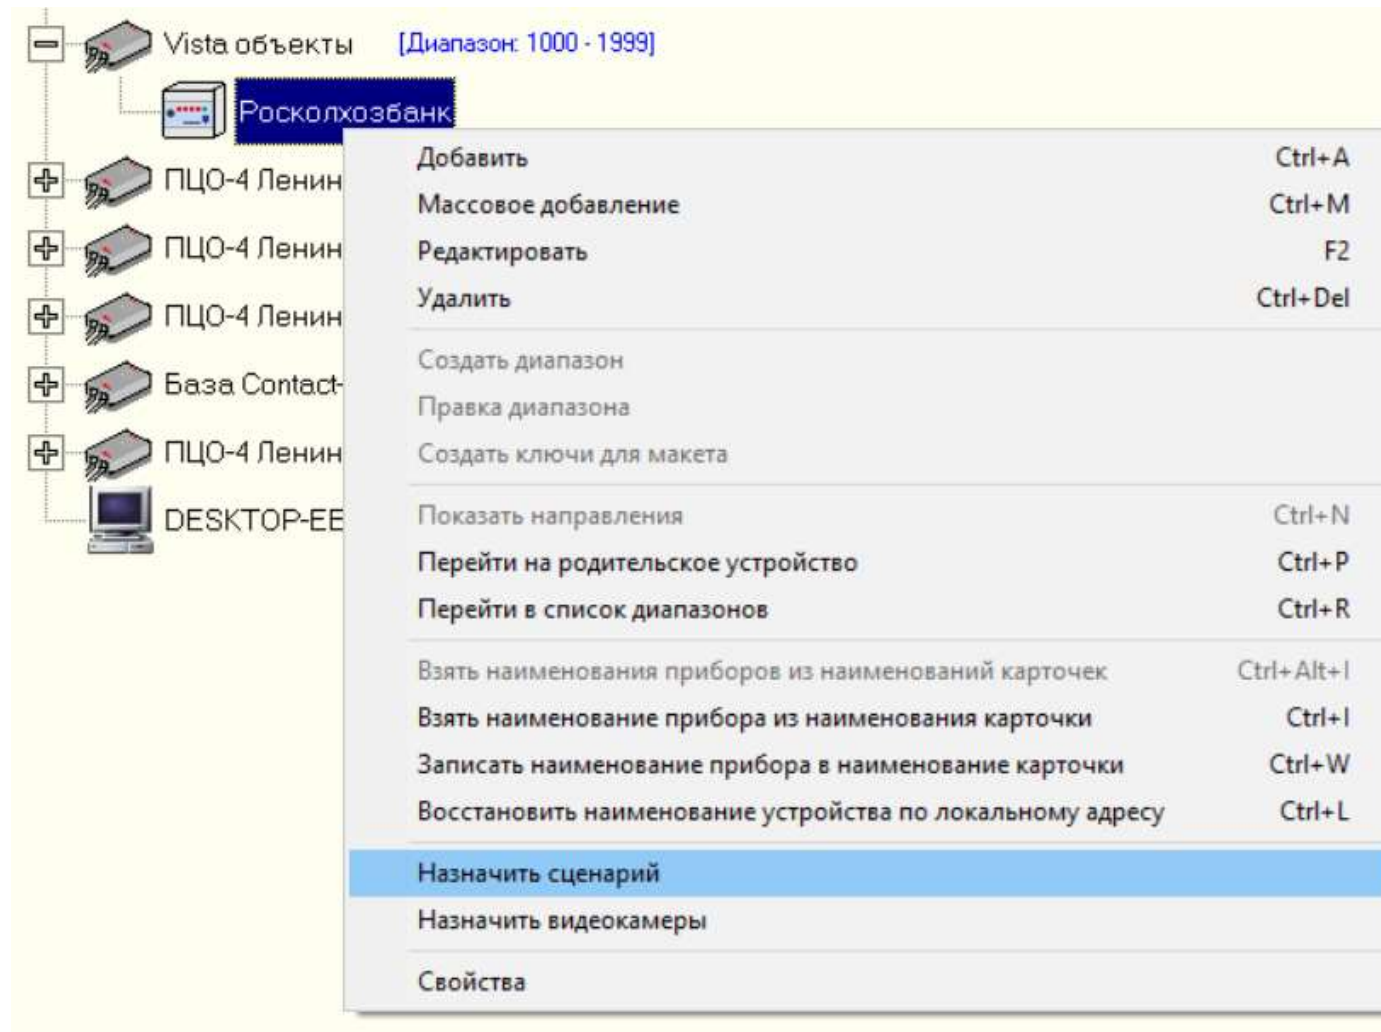 Vista объекты [Диапазон: 1000 - 1999]
Росколхозбанк
ПЦО-4 Ленин
ПЦО-4 Ленин
ПЦО-4 Ленин
База Contact-
ПЦО-4 Ленин
DESKTOP-EE
Добавить Ctrl+A
Массовое добавление Ctrl+M
Редактировать F2
Удалить Ctrl+Del
Создать диапазон
Правка диапазона
Создать ключи для макета
Показать направления Ctrl+N
Перейти на родительское устройство Ctrl+P
Перейти в список диапазонов Ctrl+R
Взять наименования приборов из наименований карточек Ctrl+Alt+I
Взять наименование прибора из наименования карточки Ctrl+I
Записать наименование прибора в наименование карточки Ctrl+W
Восстановить наименование устройства по локальному адресу Ctrl+L
Назначить сценарий
Назначить видеокамеры
Свойства